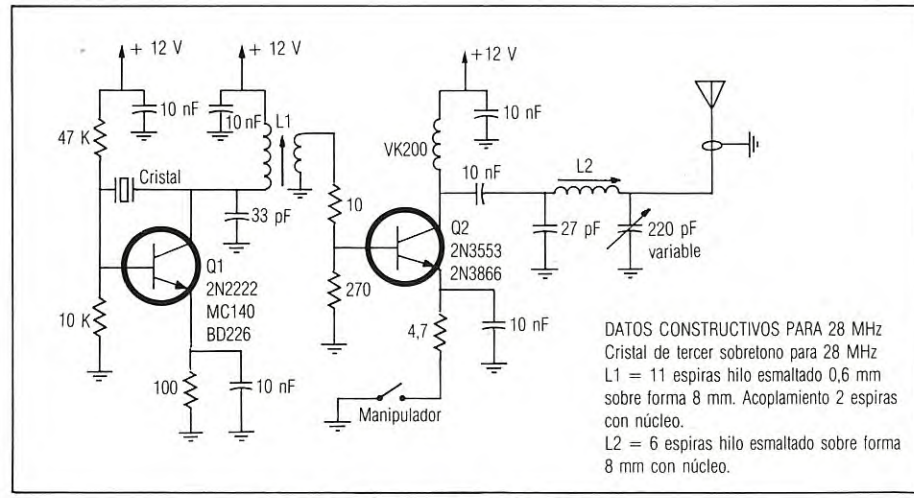 + 12 V
+ 12 V
+ 12 V
10 nF
10 nF
L1
10 nF
47 K
VK200
Cristal
10 nF
L2
33 pF
10
Q1
2N2222
MC140
BD226
Q2
2N3553
2N3866
27 pF
220 pF
variable
10 K
270
4,7
10 nF
100
10 nF
Manipulador
DATOS CONSTRUCTIVOS PARA 28 MHz
Cristal de tercer sobretono para 28 MHz
L1 = 11 espiras hilo esmaltado 0,6 mm
sobre forma 8 mm. Acoplamiento 2 espiras
con núcleo.
L2 = 6 espiras hilo esmaltado sobre forma
8 mm con núcleo.